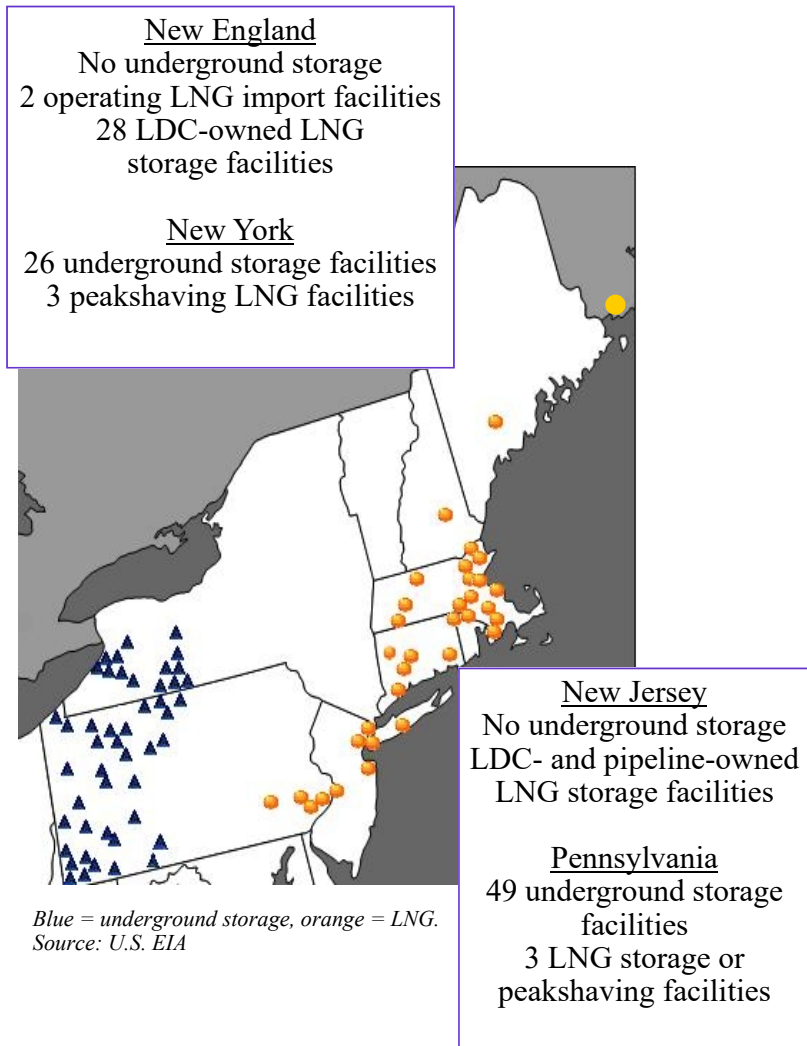 New England
No underground storage
2 operating LNG import facilities
28 LDC-owned LNG
storage facilities
New York
26 underground storage facilities
3 peakshaving LNG facilities
New Jersey
No underground storage
LDC- and pipeline-owned
LNG storage facilities
Pennsylvania
49 underground storage
facilities
3 LNG storage or
peakshaving facilities
Blue = underground storage, orange = LNG.
Source: U.S. EIA